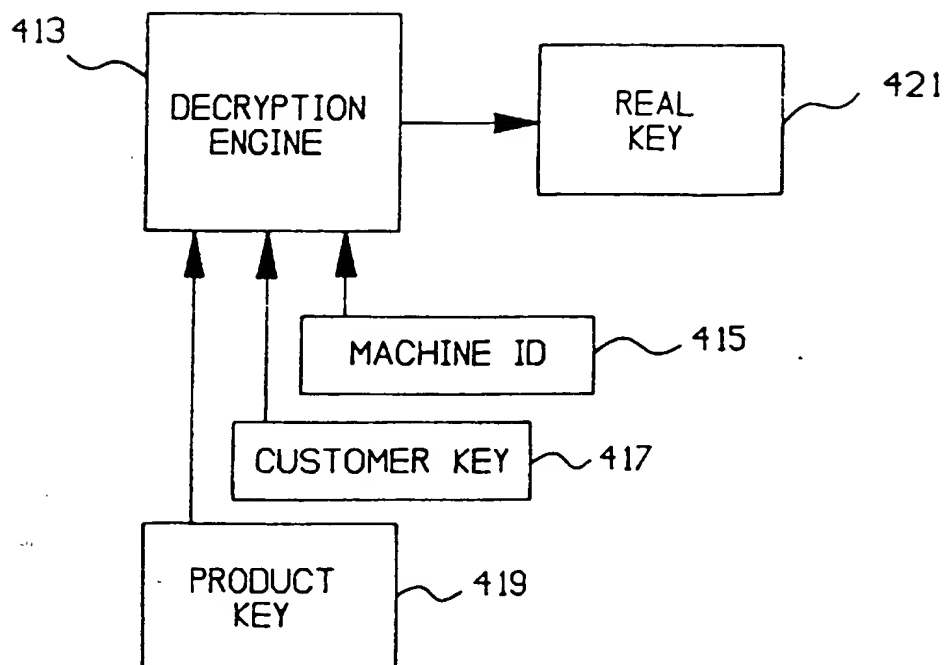 413
DECRYPTION
ENGINE
REAL
KEY
421
MACHINE ID
415
CUSTOMER KEY
417
PRODUCT
KEY
419